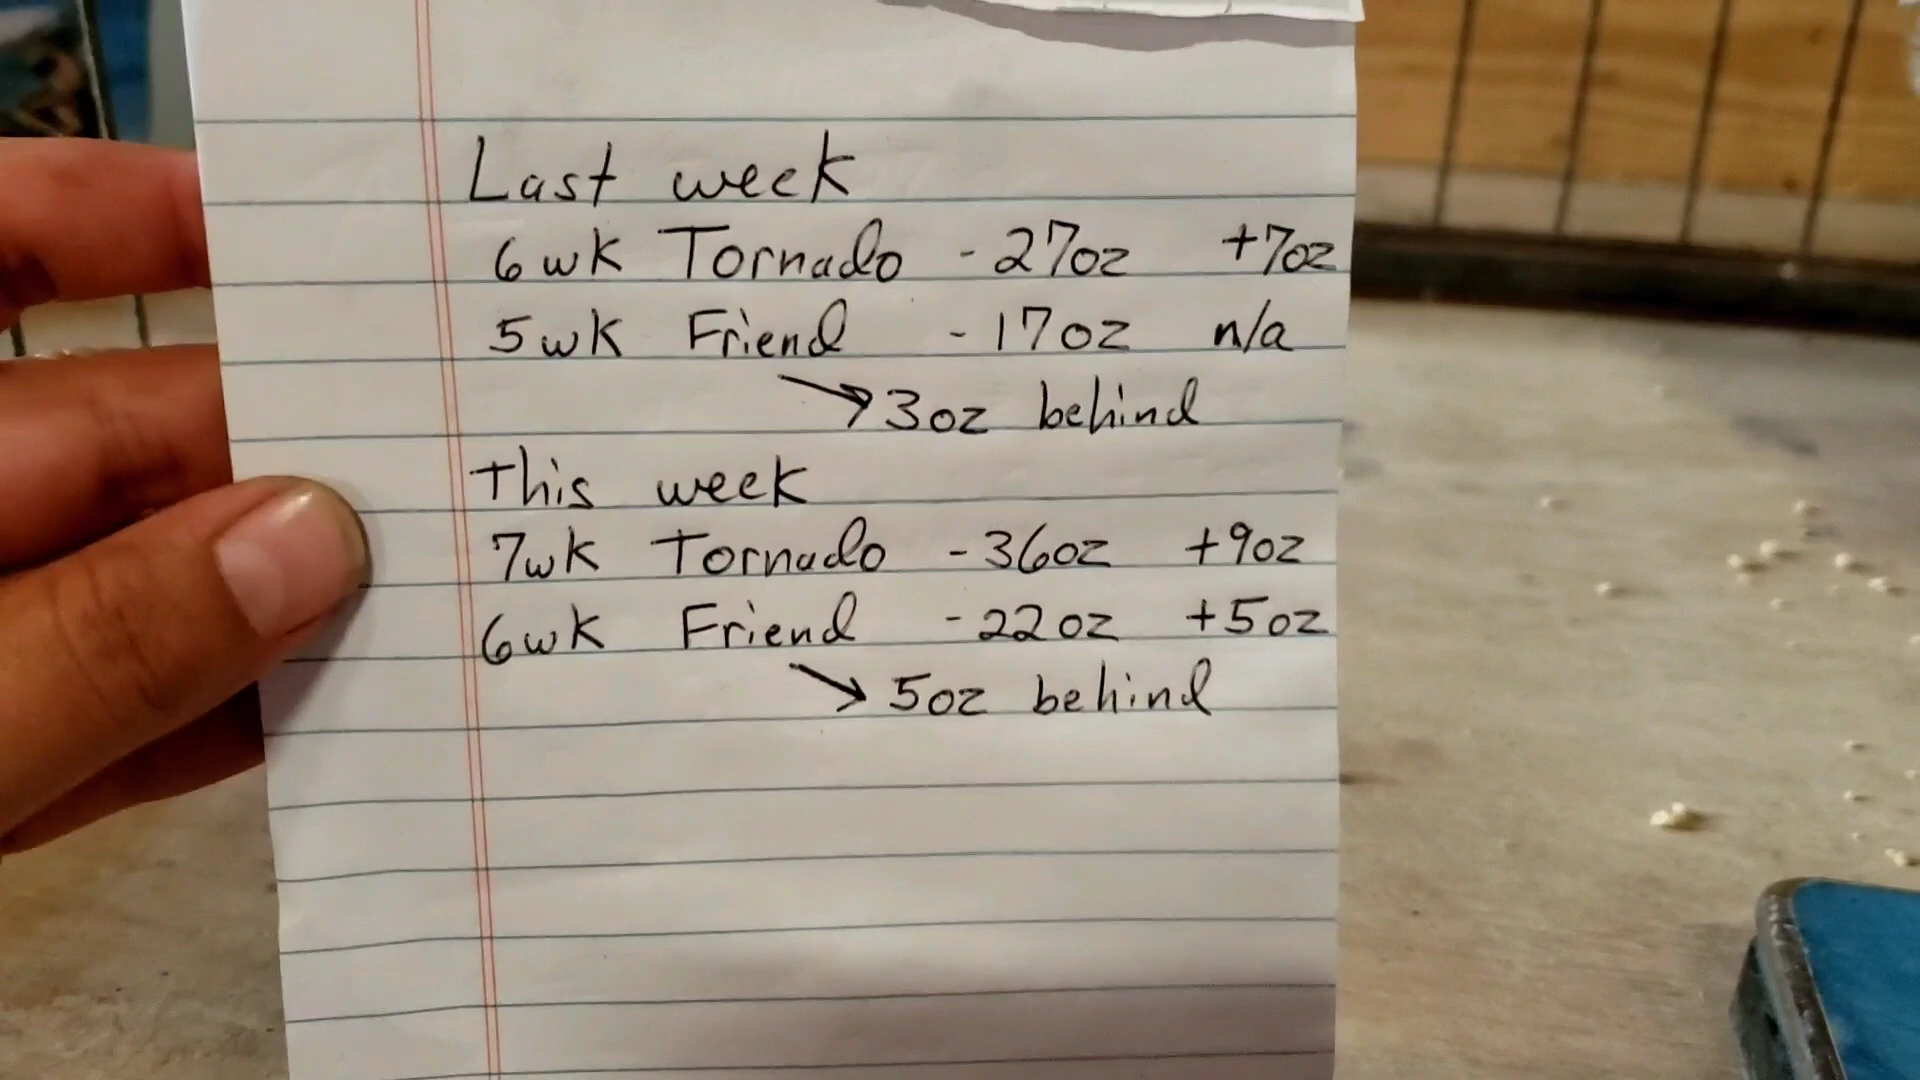 Last week
6wk Tornado - 27oz +7oz
5wk Friend - 17oz n/a
→ 3oz behind
This week
7wk Tornado - 36oz +9oz
6wk Friend - 22oz +5oz
→ 5oz behind